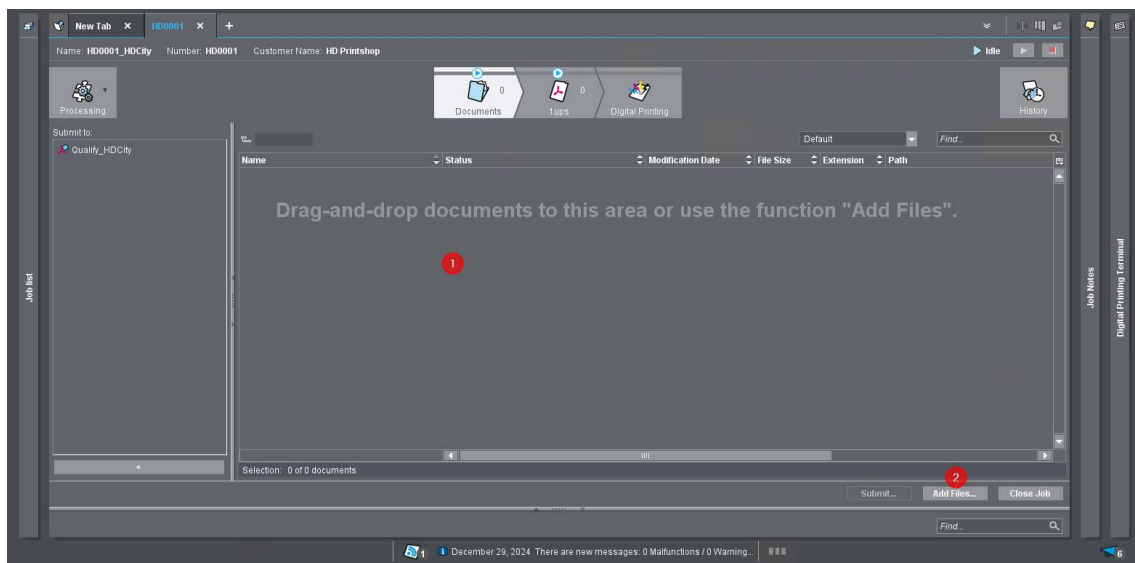 New Tab × HD0001 × +
Name: HD0001_HDCity Number: HD0001 Customer Name: HD Printshop Idle
Processing
Documents 0
1ups 0
Digital Printing
History
Submit to:
Qualify_HDCity
Default Find...
Name Status Modification Date File Size Extension Path
Drag-and-drop documents to this area or use the function "Add Files".
1
Job list
Job Notes
Digital Printing Terminal
+
Selection: 0 of 0 documents
2
Submit... Add Files... Close Job
Find...
1 December 29, 2024 There are new messages: 0 Malfunctions / 0 Warning... 6